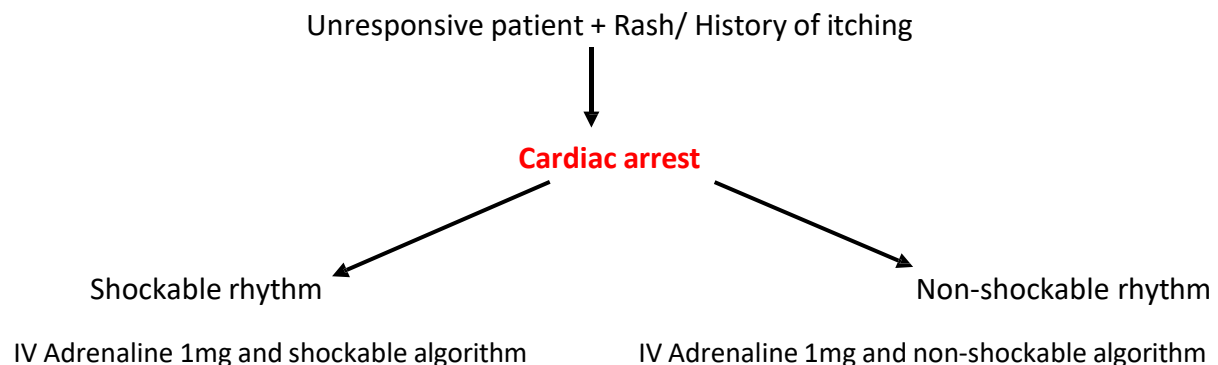 Unresponsive patient + Rash/ History of itching
Cardiac arrest
Shockable rhythm
Non-shockable rhythm
IV Adrenaline 1mg and shockable algorithm
IV Adrenaline 1mg and non-shockable algorithm